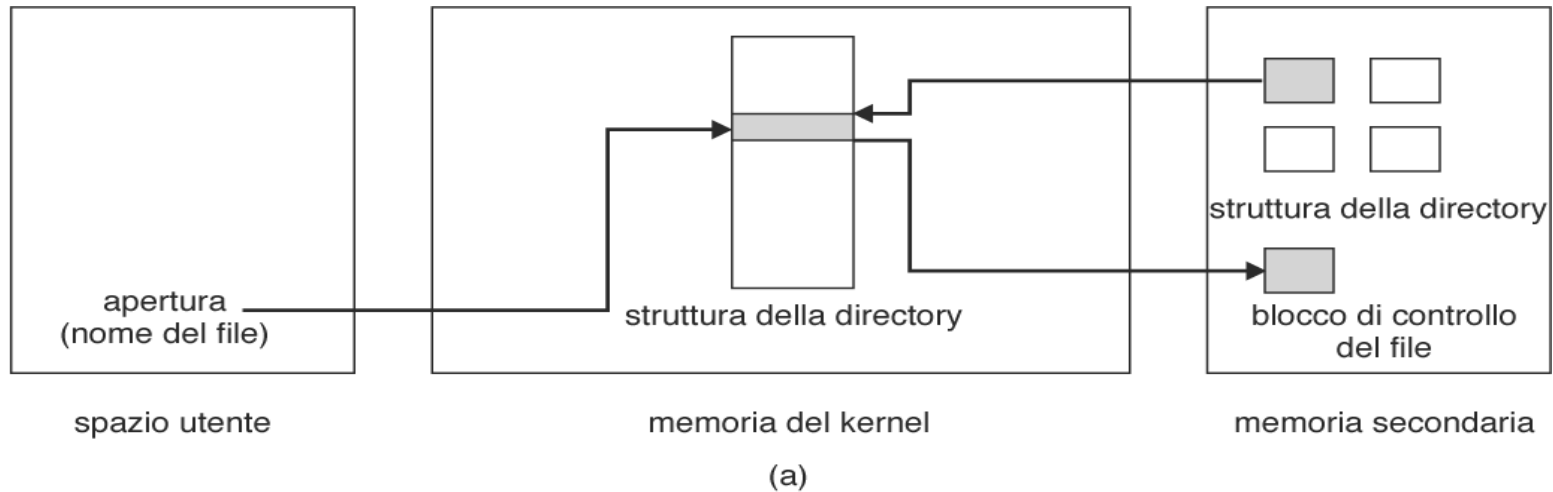 struttura della directory
apertura
(nome del file)
struttura della directory
blocco di controllo
del file
spazio utente
memoria del kernel
memoria secondaria
(a)